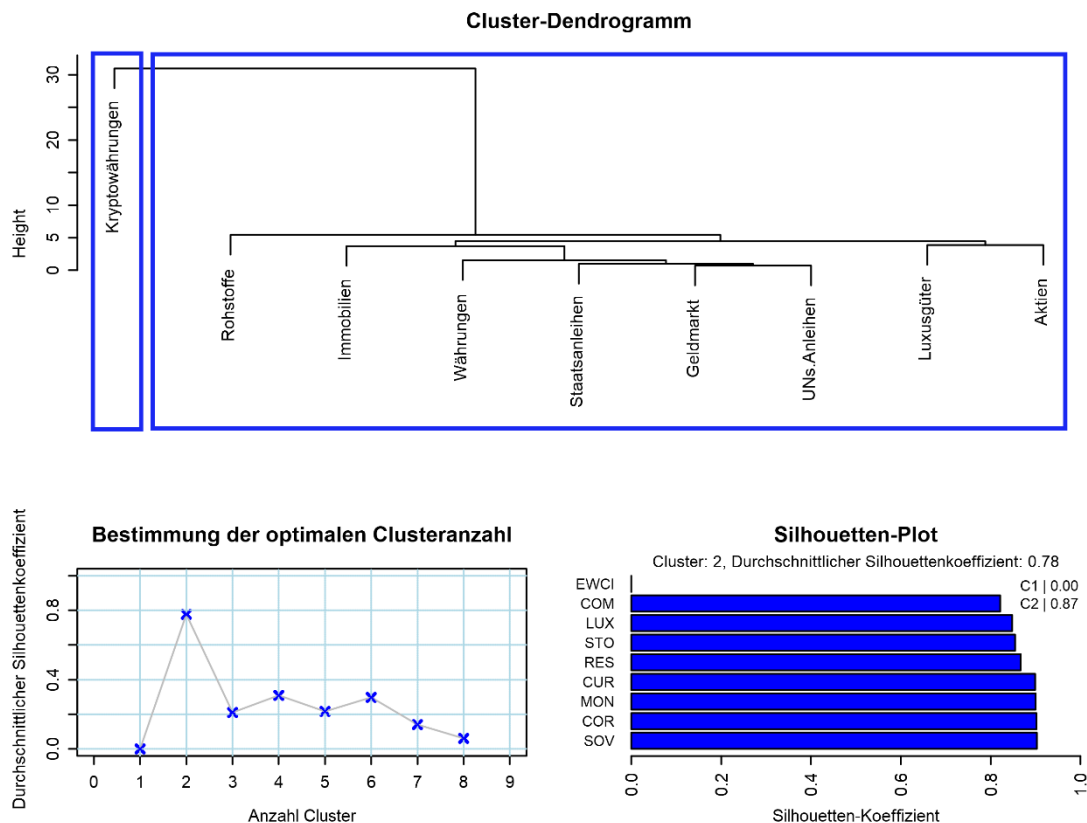 Cluster-Dendrogramm
Height
30
20
10
5
0
Kryptowährungen
Rohstoffe
Immobilien
Währungen
Staatsanleihen
Geldmarkt
UNs.Anleihen
Luxusgüter
Aktien
Bestimmung der optimalen Clusteranzahl
Durchschnittlicher Silhouettenkoeffizient
0.8
0.4
0.0
0 1 2 3 4 5 6 7 8 9
Anzahl Cluster
Silhouetten-Plot
Cluster: 2, Durchschnittlicher Silhouettenkoeffizient: 0.78
EWCI
C1 | 0.00
COM
C2 | 0.87
LUX
STO
RES
CUR
MON
COR
SOV
0.0 0.2 0.4 0.6 0.8 1.0
Silhouetten-Koeffizient